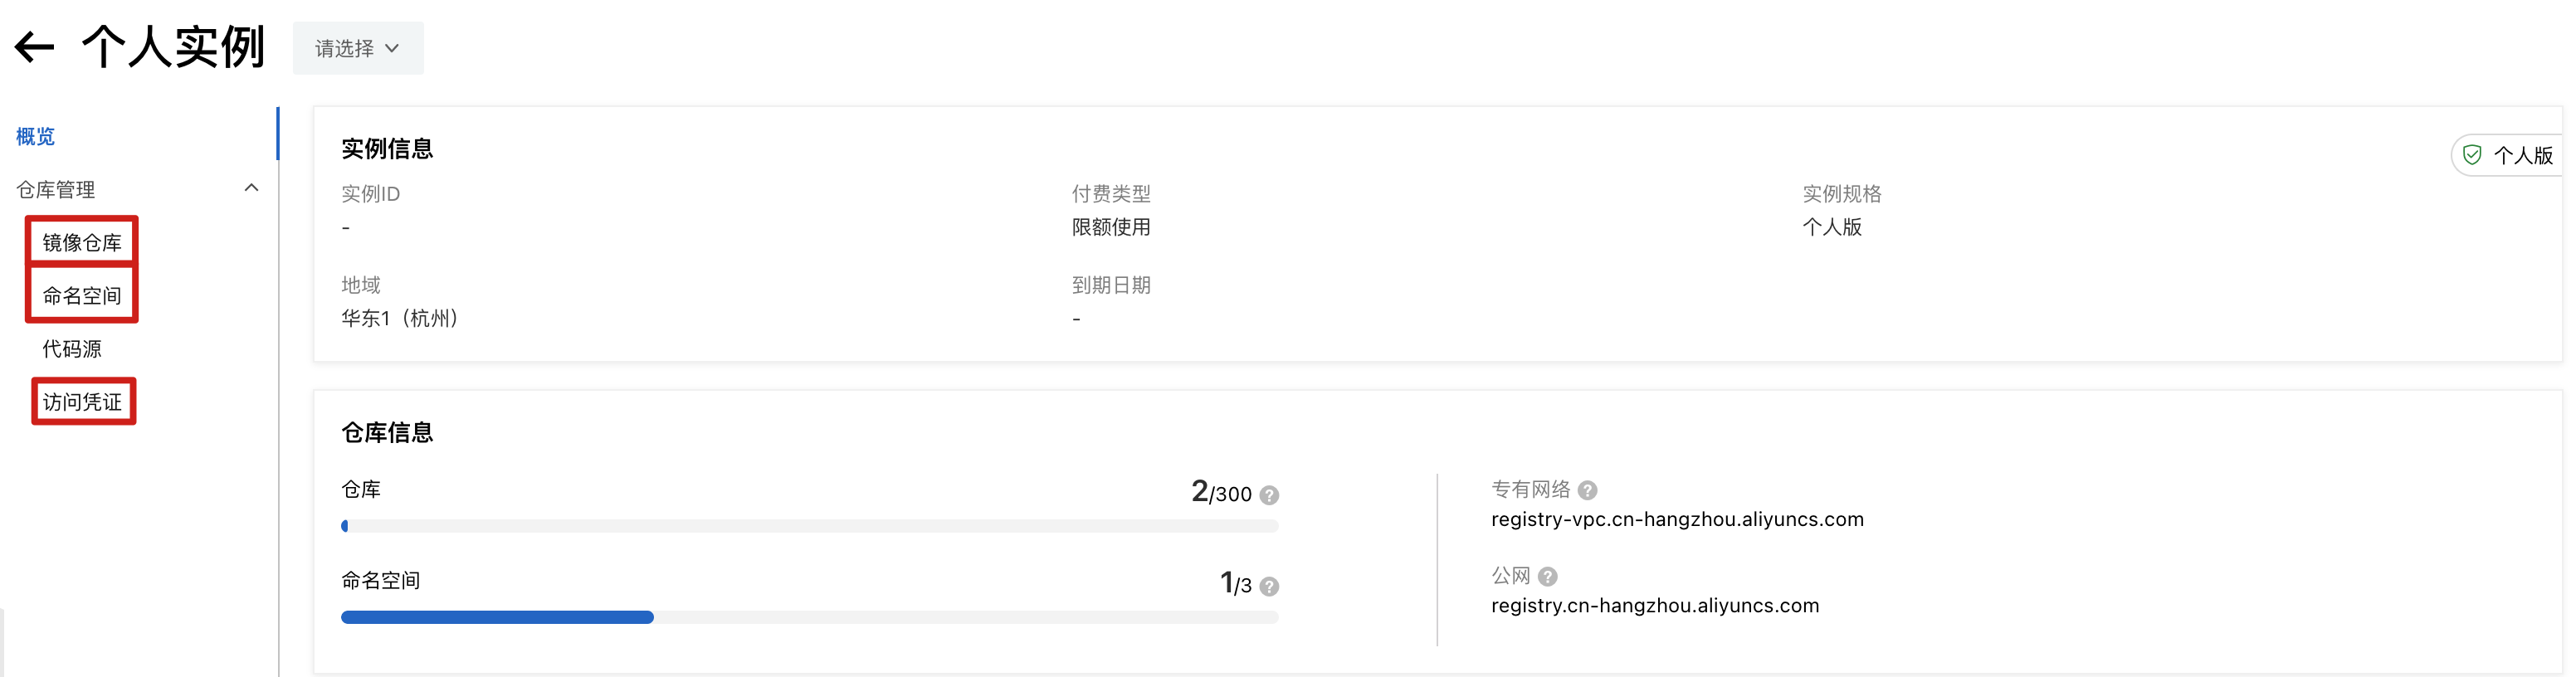 个人实例
请选择
概览
仓库管理
镜像仓库
命名空间
代码源
访问凭证
实例信息
个人版
实例ID
-
付费类型
限额使用
实例规格
个人版
地域
华东1（杭州）
到期日期
-
仓库信息
仓库
2/300
命名空间
1/3
专有网络
registry-vpc.cn-hangzhou.aliyuncs.com
公网
registry.cn-hangzhou.aliyuncs.com